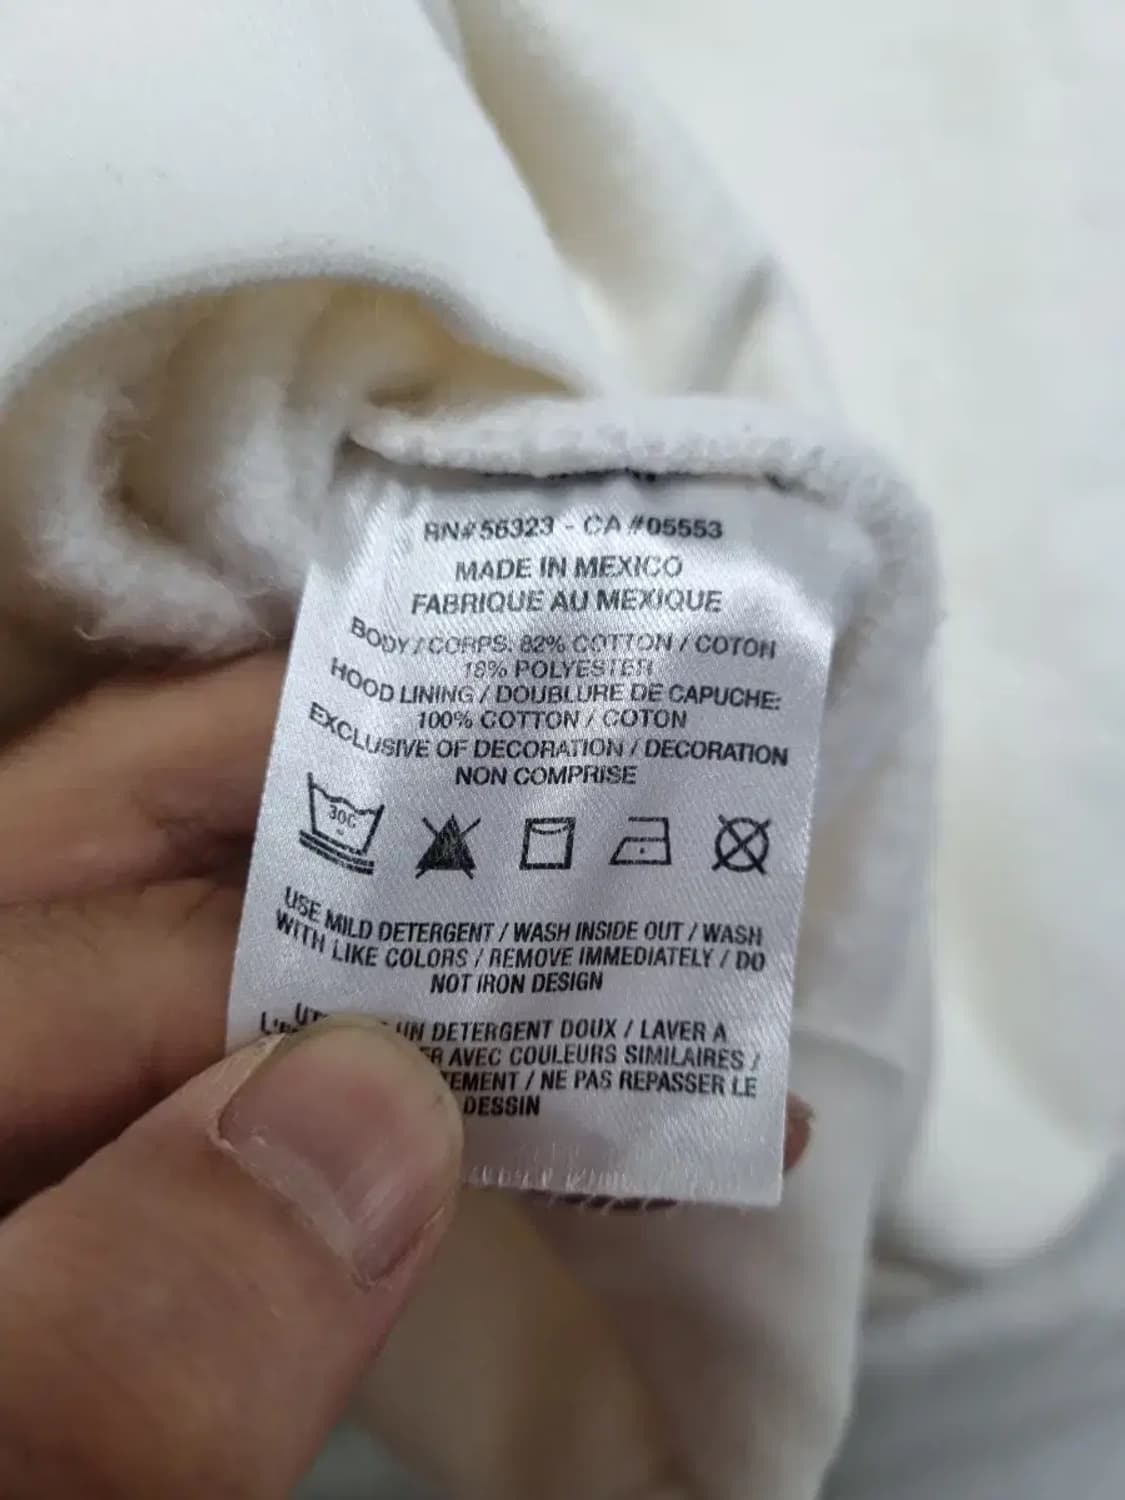 RN#56323 - CA#05553
MADE IN MEXICO
FABRIQUE AU MEXIQUE
BODY / CORPS: 82% COTTON / COTON
18% POLYESTER
HOOD LINING / DOUBLURE DE CAPUCHE:
100% COTTON / COTON
EXCLUSIVE OF DECORATION / DECORATION
NON COMPRISE
30C
USE MILD DETERGENT / WASH INSIDE OUT / WASH
WITH LIKE COLORS / REMOVE IMMEDIATELY / DO
NOT IRON DESIGN
UN DETERGENT DOUX / LAVER A
AVEC COULEURS SIMILAIRES /
/ NE PAS REPASSER LE
DESSIN